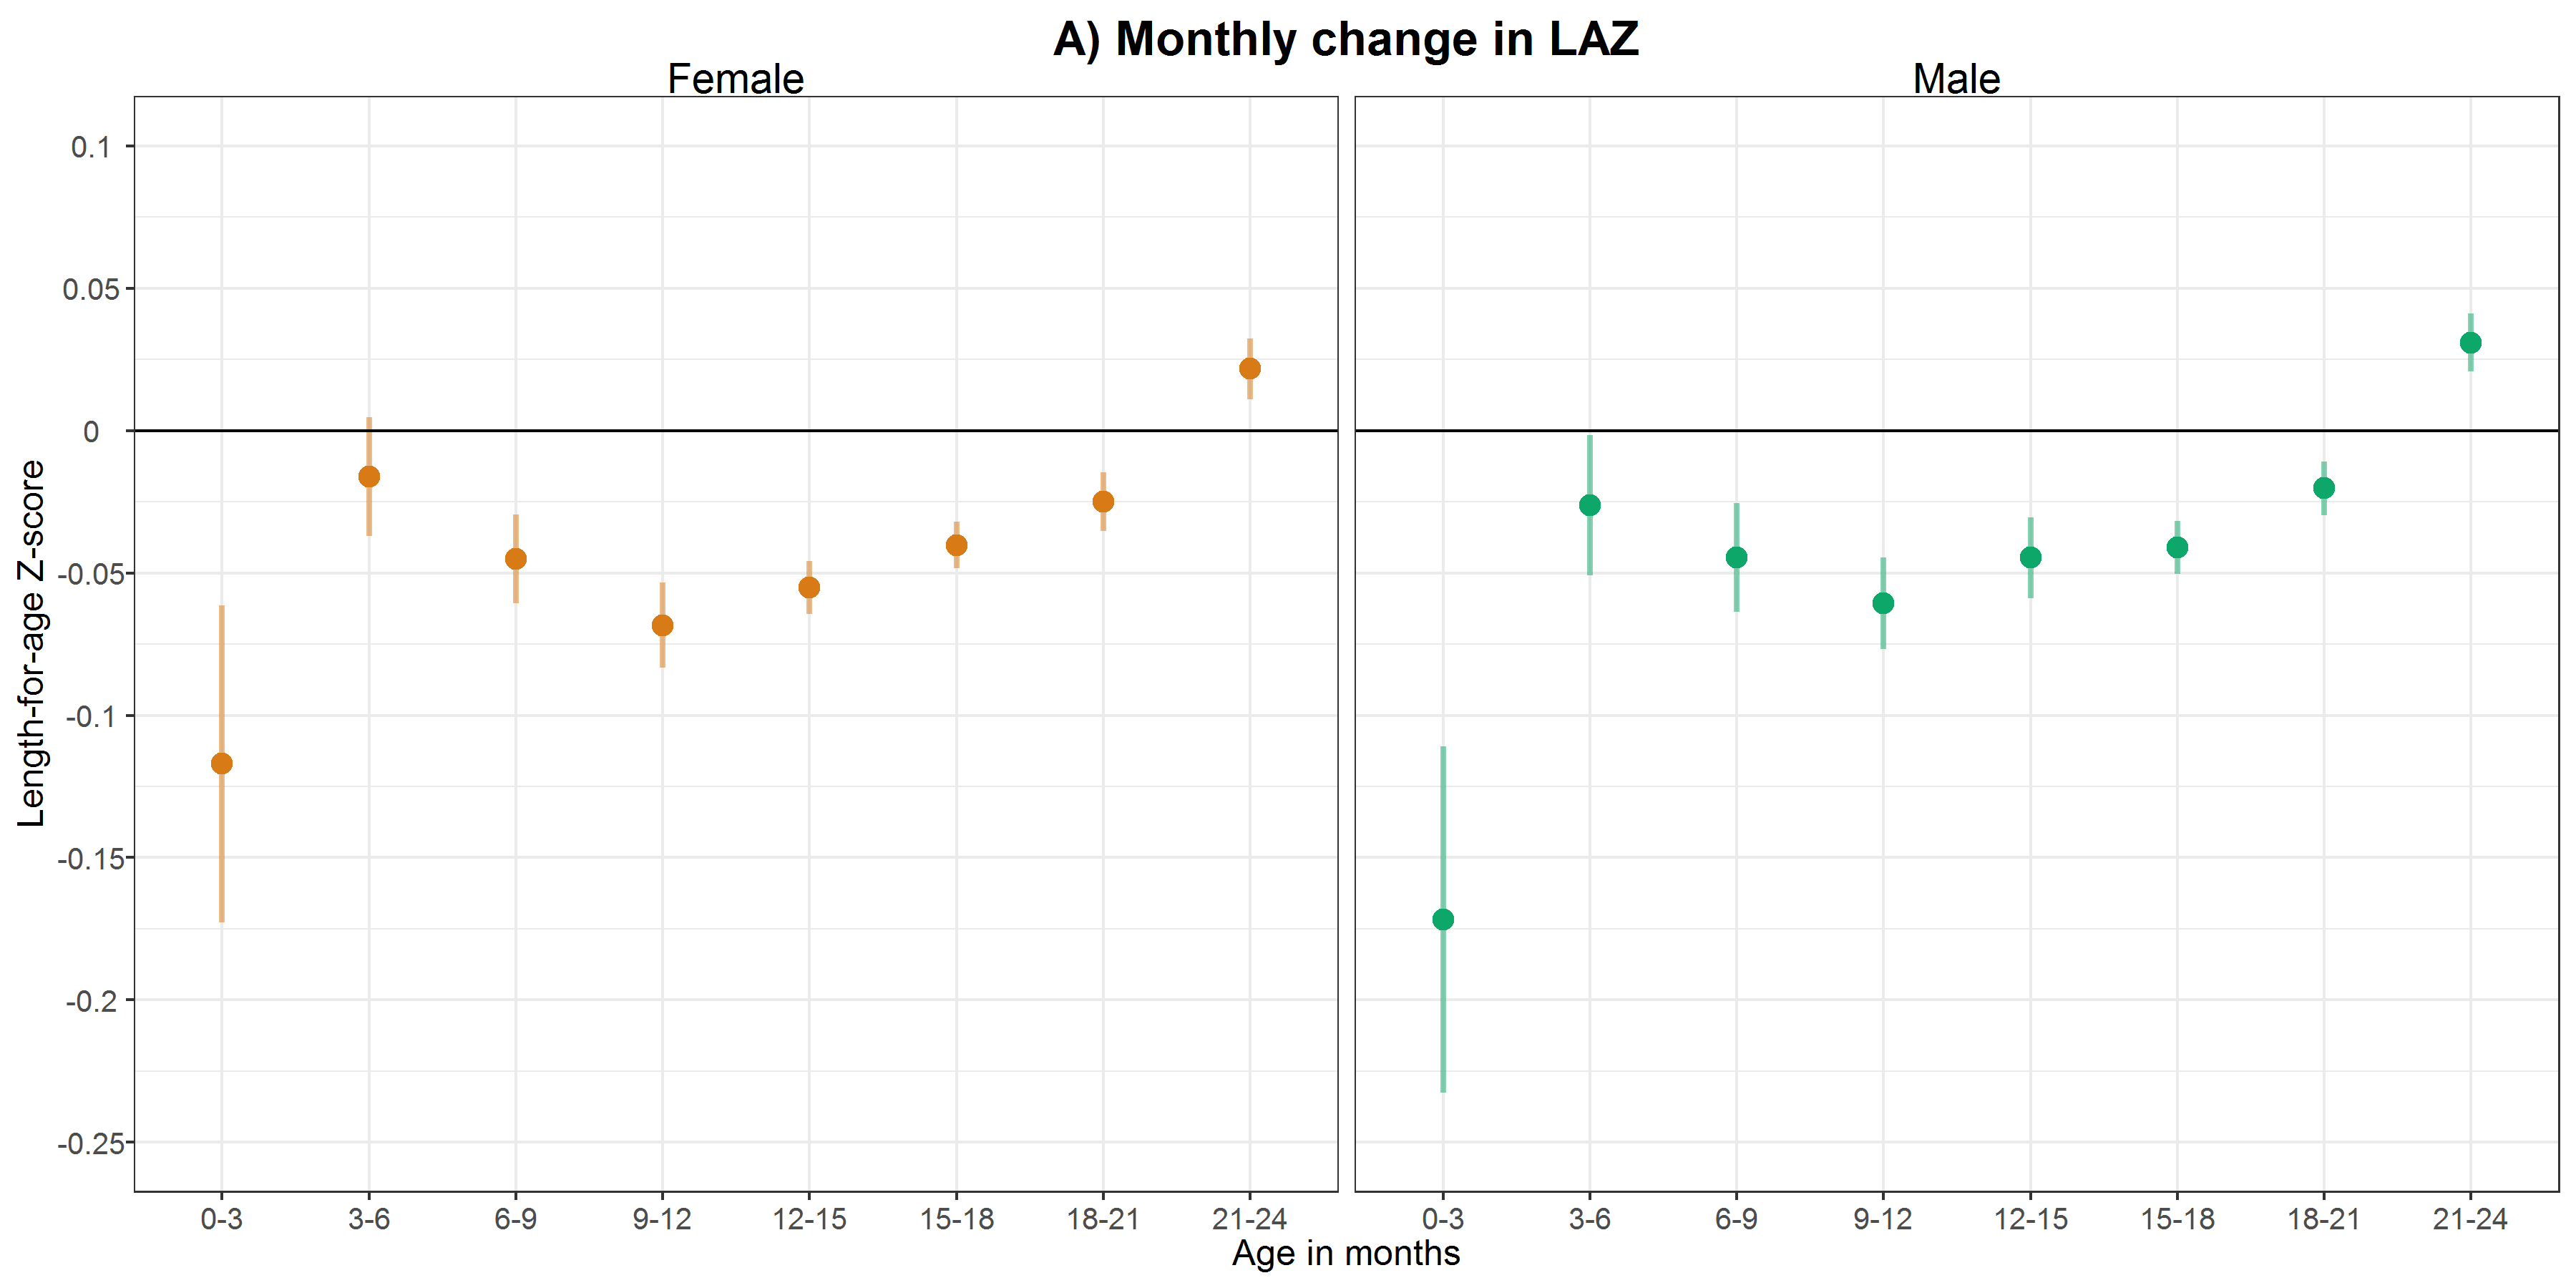 A) Monthly change in LAZ
Female
Male
Length-for-age Z-score
0.1
0.05
0
-0.05
-0.1
-0.15
-0.2
-0.25
0-3 3-6 6-9 9-12 12-15 15-18 18-21 21-24
0-3 3-6 6-9 9-12 12-15 15-18 18-21 21-24
Age in months